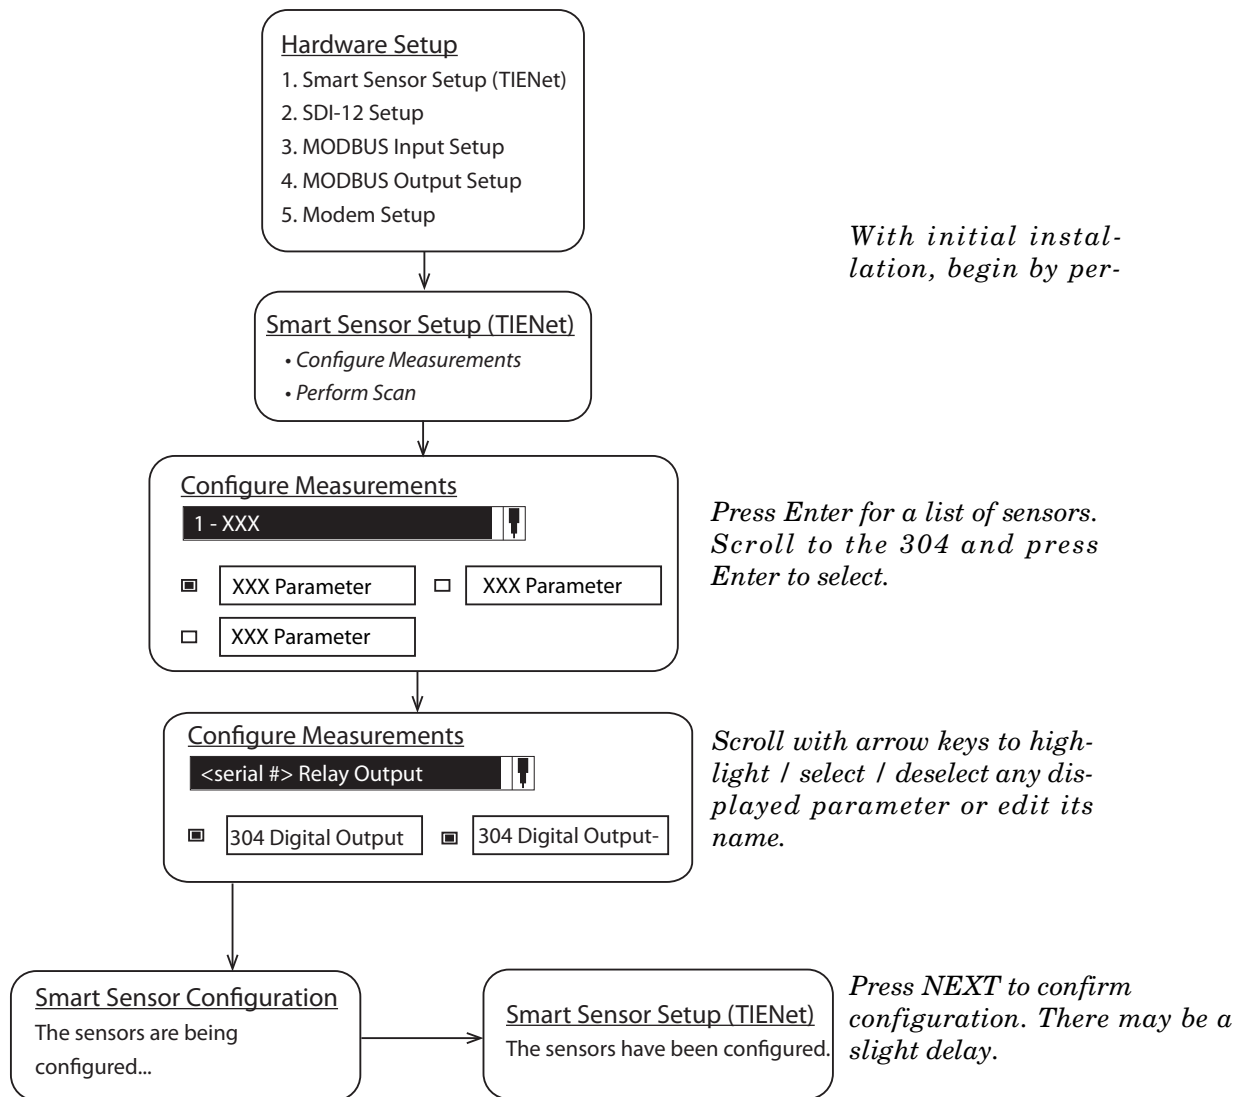 Hardware Setup
1. Smart Sensor Setup (TIENet)
2. SDI-12 Setup
3. MODBUS Input Setup
4. MODBUS Output Setup
5. Modem Setup
With initial instal-
lation, begin by per-
Smart Sensor Setup (TIENet)
• Configure Measurements
• Perform Scan
Configure Measurements
1 - XXX
XXX Parameter
XXX Parameter
XXX Parameter
Press Enter for a list of sensors.
Scroll to the 304 and press
Enter to select.
Configure Measurements
<serial #> Relay Output
304 Digital Output
304 Digital Output-
Scroll with arrow keys to high-
light / select / deselect any dis-
played parameter or edit its
name.
Smart Sensor Configuration
The sensors are being
configured...
Smart Sensor Setup (TIENet)
The sensors have been configured.
Press NEXT to confirm
configuration. There may be a
slight delay.